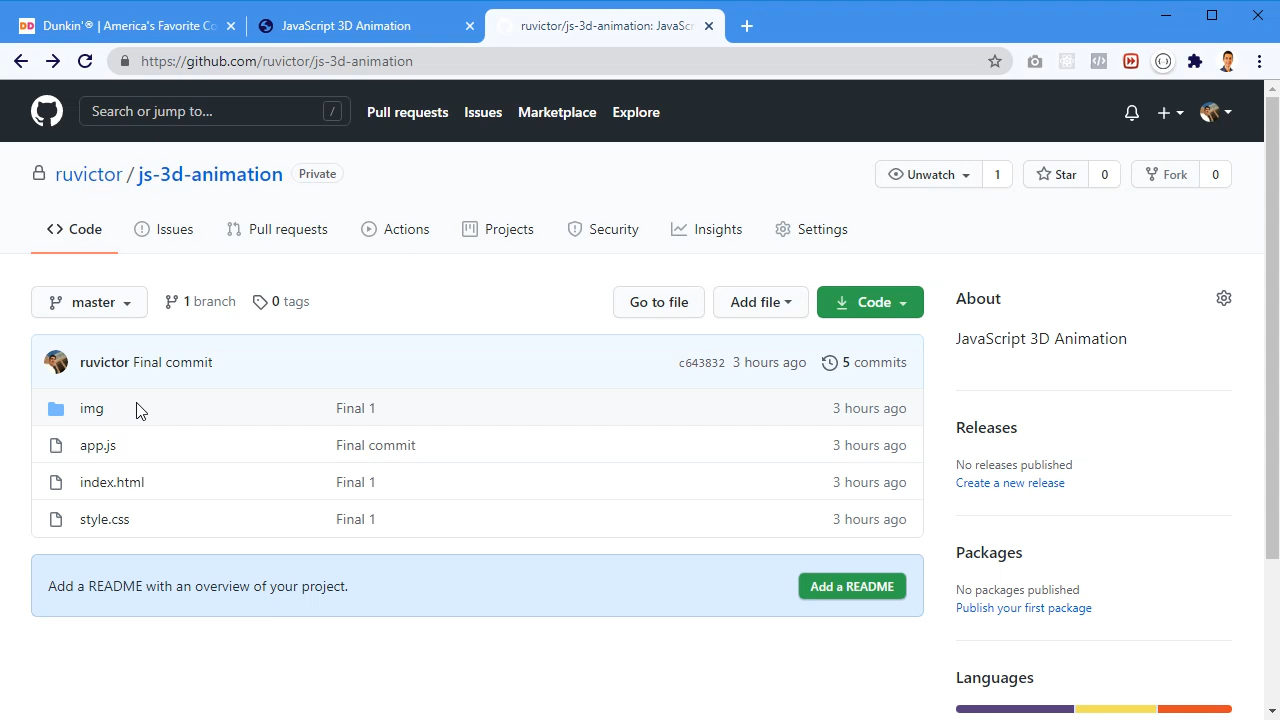 DD Dunkin'® | America's Favorite Co
JavaScript 3D Animation
ruvictor/js-3d-animation: JavaScr
https://github.com/ruvictor/js-3d-animation
Search or jump to... /
Pull requests Issues Marketplace Explore
ruvictor / js-3d-animation Private
Unwatch 1 Star 0 Fork 0
Code Issues Pull requests Actions Projects Security Insights Settings
master 1 branch 0 tags Go to file Add file Code
ruvictor Final commit c643832 3 hours ago 5 commits
img Final 1 3 hours ago
app.js Final commit 3 hours ago
index.html Final 1 3 hours ago
style.css Final 1 3 hours ago
Add a README with an overview of your project. Add a README
About
JavaScript 3D Animation
Releases
No releases published
Create a new release
Packages
No packages published
Publish your first package
Languages